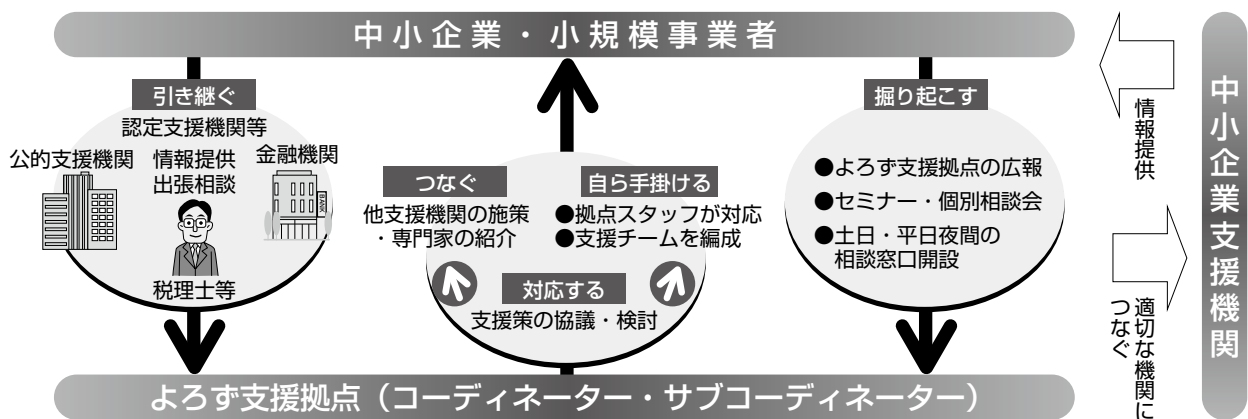 中小企業・小規模事業者
引き継ぐ
認定支援機関等
公的支援機関
情報提供
出張相談
金融機関
BANK
税理士等
つなぐ
他支援機関の施策
・専門家の紹介
自ら手掛ける
●拠点スタッフが対応
●支援チームを編成
対応する
支援策の協議・検討
掘り起こす
●よろず支援拠点の広報
●セミナー・個別相談会
●土日・平日夜間の
相談窓口開設
よろず支援拠点（コーディネーター・サブコーディネーター）
情報提供
適切な機関に
つなぐ
中小企業支援機関